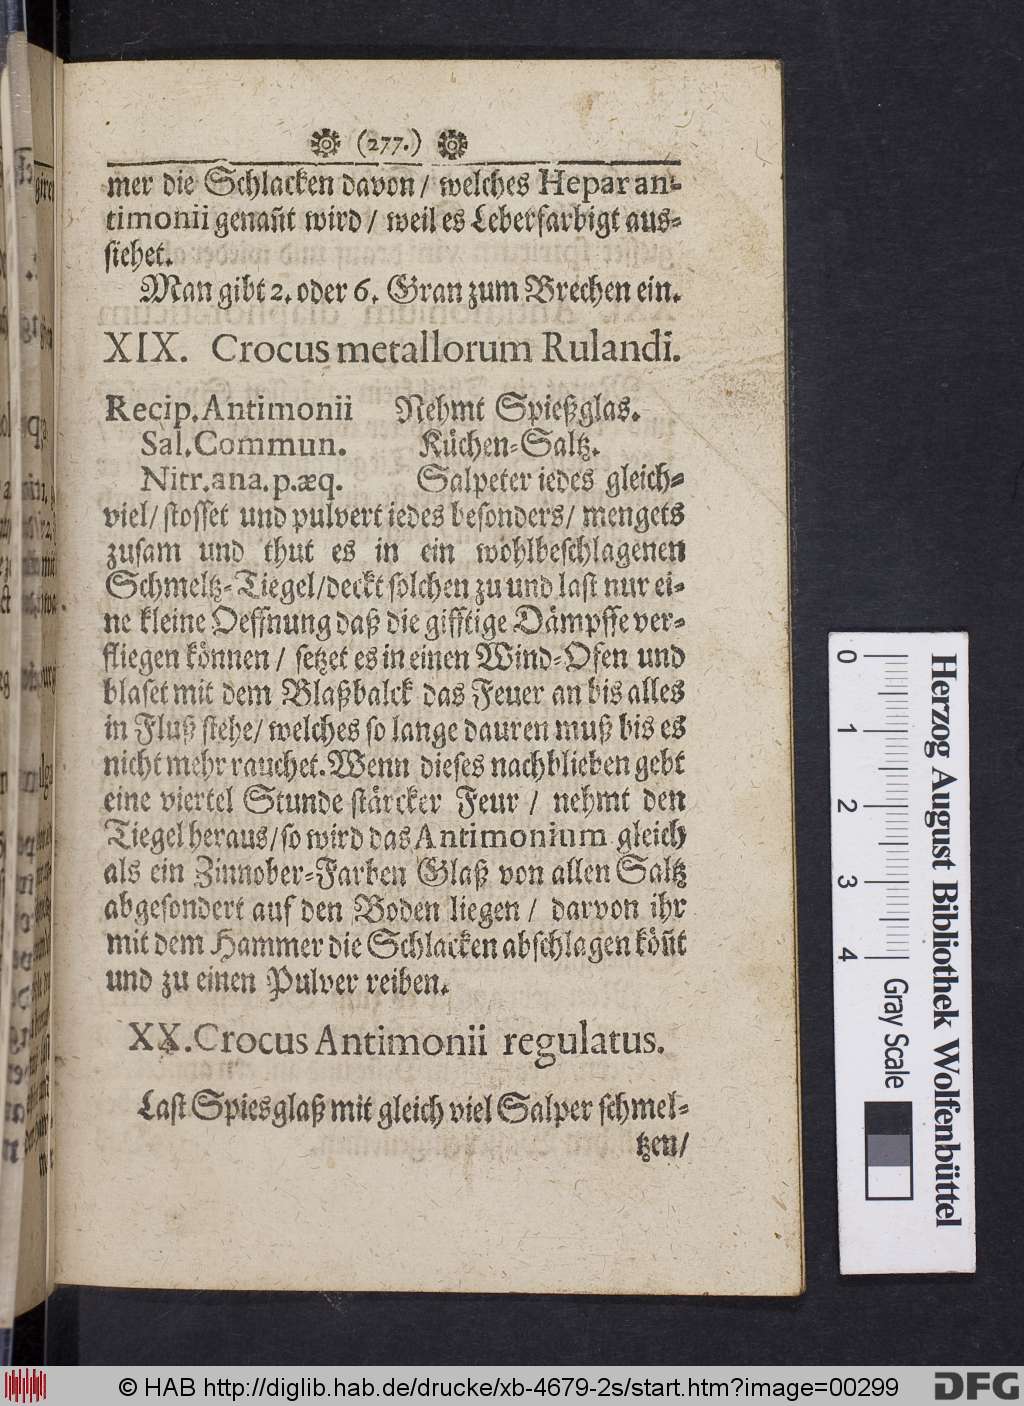 (277.)
mer die Schlacken davon / welches Hepar an-
timonii genañt wird / weil es Leberfarbigt aus-
siehet.
Man gibt 2. oder 6. Gran zum Brechen ein.
XIX. Crocus metallorum Rulandi.
Recip. Antimonii Nehmt Spießglas.
Sal. Commun. Küchen-Saltz.
Nitr. ana. p. æq. Salpeter iedes gleich-
viel / stosset und pulvert iedes besonders / mengets
zusam und thut es in ein wohlbeschlagenen
Schmeltz-Tiegel / deckt solchen zu und last nur ei-
ne kleine Oeffnung daß die gifftige Dämpffe ver-
fliegen können / setzet es in einen Wind-Ofen und
blaset mit dem Blaßbalck das Feuer an bis alles
in Fluß stehe / welches so lange dauren muß bis es
nicht mehr rauchet. Wenn dieses nachblieben gebt
eine viertel Stunde stärcker Feur / nehmt den
Tiegel heraus / so wird das Antimonium gleich
als ein Zinnober-Farben Glaß von allen Saltz
abgesondert auf den Boden liegen / darvon ihr
mit dem Hammer die Schlacken abschlagen köñt
und zu einen Pulver reiben.
XX. Crocus Antimonii regulatus.
Last Spiesglaß mit gleich viel Salper schmel-
tzen /
0 1 2 3 4
Herzog August Bibliothek Wolfenbüttel
Gray Scale
© HAB http://diglib.hab.de/drucke/xb-4679-2s/start.htm?image=00299
DFG